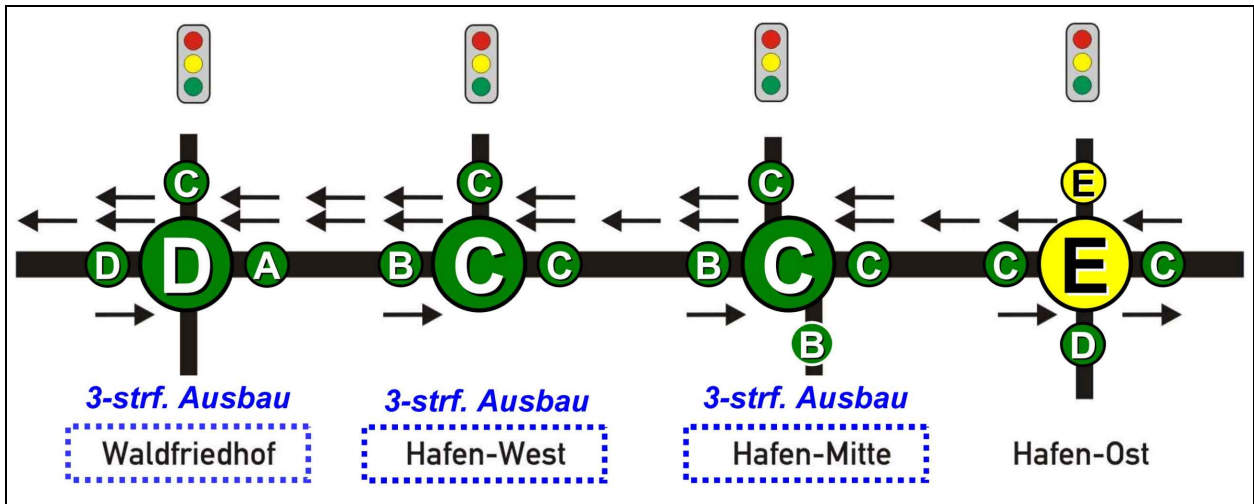 C C C E
D D A B C C B C C C E C
B D
3-strf. Ausbau 3-strf. Ausbau 3-strf. Ausbau
Waldfriedhof Hafen-West Hafen-Mitte Hafen-Ost